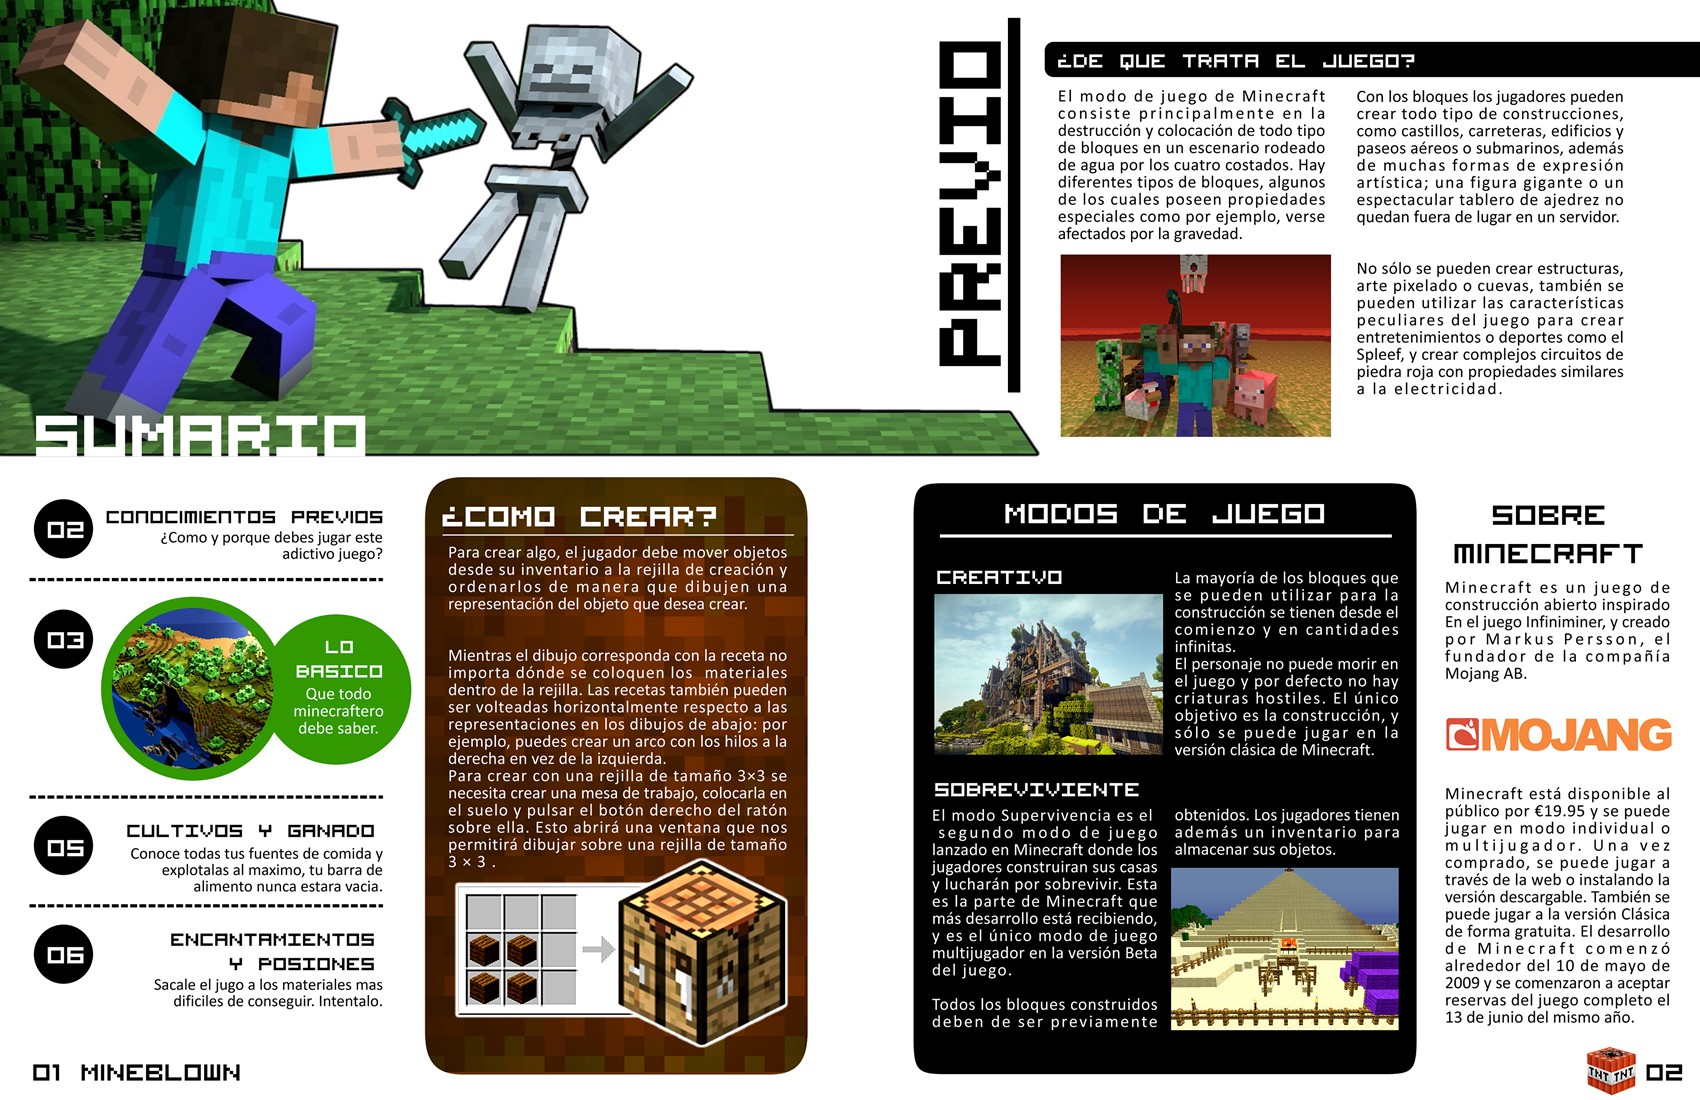 SUMARIO
02
CONOCIMIENTOS PREVIOS
¿Como y porque debes jugar este
adictivo juego?
03
LO
BASICO
Que todo
minecraftero
debe saber.
05
CULTIVOS Y GANADO
Conoce todas tus fuentes de comida y
explotalas al maximo, tu barra de
alimento nunca estara vacia.
06
ENCANTAMIENTOS
Y POSIONES
Sacale el jugo a los materiales mas
dificiles de conseguir. Intentalo.
01 MINEBLOWN
¿COMO CREAR?
Para crear algo, el jugador debe mover objetos
desde su inventario a la rejilla de creación y
ordenarlos de manera que dibujen una
representación del objeto que desea crear.
Mientras el dibujo corresponda con la receta no
importa dónde se coloquen los materiales
dentro de la rejilla. Las recetas también pueden
ser volteadas horizontalmente respecto a las
representaciones en los dibujos de abajo: por
ejemplo, puedes crear un arco con los hilos a la
derecha en vez de la izquierda.
Para crear con una rejilla de tamaño 3×3 se
necesita crear una mesa de trabajo, colocarla en
el suelo y pulsar el botón derecho del ratón
sobre ella. Esto abrirá una ventana que nos
permitirá dibujar sobre una rejilla de tamaño
3 × 3 .
PREVIO
¿DE QUE TRATA EL JUEGO?
El modo de juego de Minecraft
consiste principalmente en la
destrucción y colocación de todo tipo
de bloques en un escenario rodeado
de agua por los cuatro costados. Hay
diferentes tipos de bloques, algunos
de los cuales poseen propiedades
especiales como por ejemplo, verse
afectados por la gravedad.
Con los bloques los jugadores pueden
crear todo tipo de construcciones,
como castillos, carreteras, edificios y
paseos aéreos o submarinos, además
de muchas formas de expresión
artística; una figura gigante o un
espectacular tablero de ajedrez no
quedan fuera de lugar en un servidor.
No sólo se pueden crear estructuras,
arte pixelado o cuevas, también se
pueden utilizar las características
peculiares del juego para crear
entretenimientos o deportes como el
Spleef, y crear complejos circuitos de
piedra roja con propiedades similares
a la electricidad.
MODOS DE JUEGO
CREATIVO
La mayoría de los bloques que
se pueden utilizar para la
construcción se tienen desde el
comienzo y en cantidades
infinitas.
El personaje no puede morir en
el juego y por defecto no hay
criaturas hostiles. El único
objetivo es la construcción, y
sólo se puede jugar en la
versión clásica de Minecraft.
SOBREVIVIENTE
El modo Supervivencia es el
segundo modo de juego
lanzado en Minecraft donde los
jugadores construiran sus casas
y lucharán por sobrevivir. Esta
es la parte de Minecraft que
más desarrollo está recibiendo,
y es el único modo de juego
multijugador en la versión Beta
del juego.
Todos los bloques construidos
deben de ser previamente
obtenidos. Los jugadores tienen
además un inventario para
almacenar sus objetos.
SOBRE
MINECRAFT
Minecraft es un juego de
construcción abierto inspirado
En el juego Infiniminer, y creado
por Markus Persson, el
fundador de la compañía
Mojang AB.
MOJANG
Minecraft está disponible al
público por €19.95 y se puede
jugar en modo individual o
multijugador. Una vez
comprado, se puede jugar a
través de la web o instalando la
versión descargable. También se
puede jugar a la versión Clásica
de forma gratuita. El desarrollo
de Minecraft comenzó
alrededor del 10 de mayo de
2009 y se comenzaron a aceptar
reservas del juego completo el
13 de junio del mismo año.
TNT TNT
02